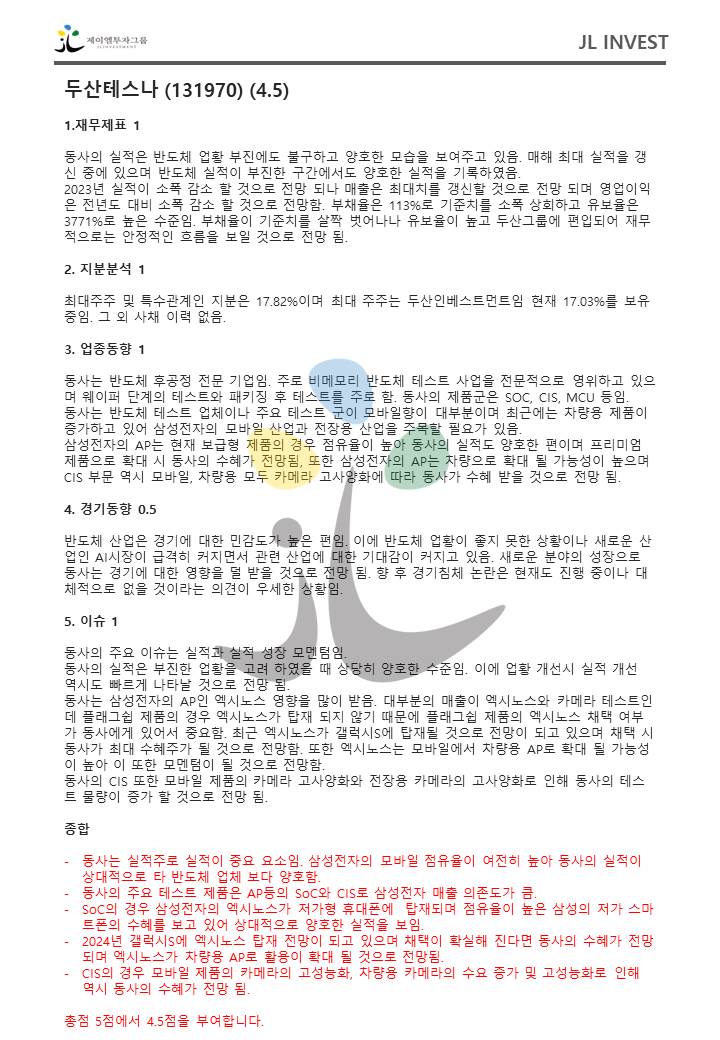 제이엘투자그룹
JLINVESTMENT
JL INVEST
두산테스나 (131970) (4.5)
1.재무제표 1
동사의 실적은 반도체 업황 부진에도 불구하고 양호한 모습을 보여주고 있음. 매해 최대 실적을 갱
신 중에 있으며 반도체 실적이 부진한 구간에서도 양호한 실적을 기록하였음.
2023년 실적이 소폭 감소 할 것으로 전망 되나 매출은 최대치를 갱신할 것으로 전망 되며 영업이익
은 전년도 대비 소폭 감소 할 것으로 전망함. 부채율은 113%로 기준치를 소폭 상회하고 유보율은
3771%로 높은 수준임. 부채율이 기준치를 살짝 벗어나나 유보율이 높고 두산그룹에 편입되어 재무
적으로는 안정적인 흐름을 보일 것으로 전망 됨.
2. 지분분석 1
최대주주 및 특수관계인 지분은 17.82%이며 최대 주주는 두산인베스트먼트임 현재 17.03%를 보유
중임. 그 외 사채 이력 없음.
3. 업종동향 1
동사는 반도체 후공정 전문 기업임. 주로 비메모리 반도체 테스트 사업을 전문적으로 영위하고 있으
며 웨이퍼 단계의 테스트와 패키징 후 테스트를 주로 함. 동사의 제품군은 SOC, CIS, MCU 등임.
동사는 반도체 테스트 업체이나 주요 테스트 군이 모바일향이 대부분이며 최근에는 차량용 제품이
증가하고 있어 삼성전자의 모바일 산업과 전장용 산업을 주목할 필요가 있음.
삼성전자의 AP는 현재 보급형 제품의 경우 점유율이 높아 동사의 실적도 양호한 편이며 프리미엄
제품으로 확대 시 동사의 수혜가 전망됨, 또한 삼성전자의 AP는 차량으로 확대 될 가능성이 높으며
CIS 부문 역시 모바일, 차량용 모두 카메라 고사양화에 따라 동사가 수혜 받을 것으로 전망 됨.
4. 경기동향 0.5
반도체 산업은 경기에 대한 민감도가 높은 편임. 이에 반도체 업황이 좋지 못한 상황이나 새로운 산
업인 AI시장이 급격히 커지면서 관련 산업에 대한 기대감이 커지고 있음. 새로운 분야의 성장으로
동사는 경기에 대한 영향을 덜 받을 것으로 전망 됨. 향 후 경기침체 논란은 현재도 진행 중이나 대
체적으로 없을 것이라는 의견이 우세한 상황임.
5. 이슈 1
동사의 주요 이슈는 실적과 실적 성장 모멘텀임.
동사의 실적은 부진한 업황을 고려 하였을 때 상당히 양호한 수준임. 이에 업황 개선시 실적 개선
역시도 빠르게 나타날 것으로 전망 됨.
동사는 삼성전자의 AP인 엑시노스 영향을 많이 받음. 대부분의 매출이 엑시노스와 카메라 테스트인
데 플래그쉽 제품의 경우 엑시노스가 탑재 되지 않기 때문에 플래그쉽 제품의 엑시노스 채택 여부
가 동사에게 있어서 중요함. 최근 엑시노스가 갤럭시S에 탑재될 것으로 전망이 되고 있으며 채택 시
동사가 최대 수혜주가 될 것으로 전망함. 또한 엑시노스는 모바일에서 차량용 AP로 확대 될 가능성
이 높아 이 또한 모멘텀이 될 것으로 전망함.
동사의 CIS 또한 모바일 제품의 카메라 고사양화와 전장용 카메라의 고사양화로 인해 동사의 테스
트 물량이 증가 할 것으로 전망 됨.
종합
- 동사는 실적주로 실적이 중요 요소임. 삼성전자의 모바일 점유율이 여전히 높아 동사의 실적이
상대적으로 타 반도체 업체 보다 양호함.
- 동사의 주요 테스트 제품은 AP등의 SoC와 CIS로 삼성전자 매출 의존도가 큼.
- SoC의 경우 삼성전자의 엑시노스가 저가형 휴대폰에 탑재되며 점유율이 높은 삼성의 저가 스마
트폰의 수혜를 보고 있어 상대적으로 양호한 실적을 보임.
- 2024년 갤럭시S에 엑시노스 탑재 전망이 되고 있으며 채택이 확실해 진다면 동사의 수혜가 전망
되며 엑시노스가 차량용 AP로 활용이 확대 될 것으로 전망됨.
- CIS의 경우 모바일 제품의 카메라의 고성능화, 차량용 카메라의 수요 증가 및 고성능화로 인해
역시 동사의 수혜가 전망 됨.
총점 5점에서 4.5점을 부여합니다.